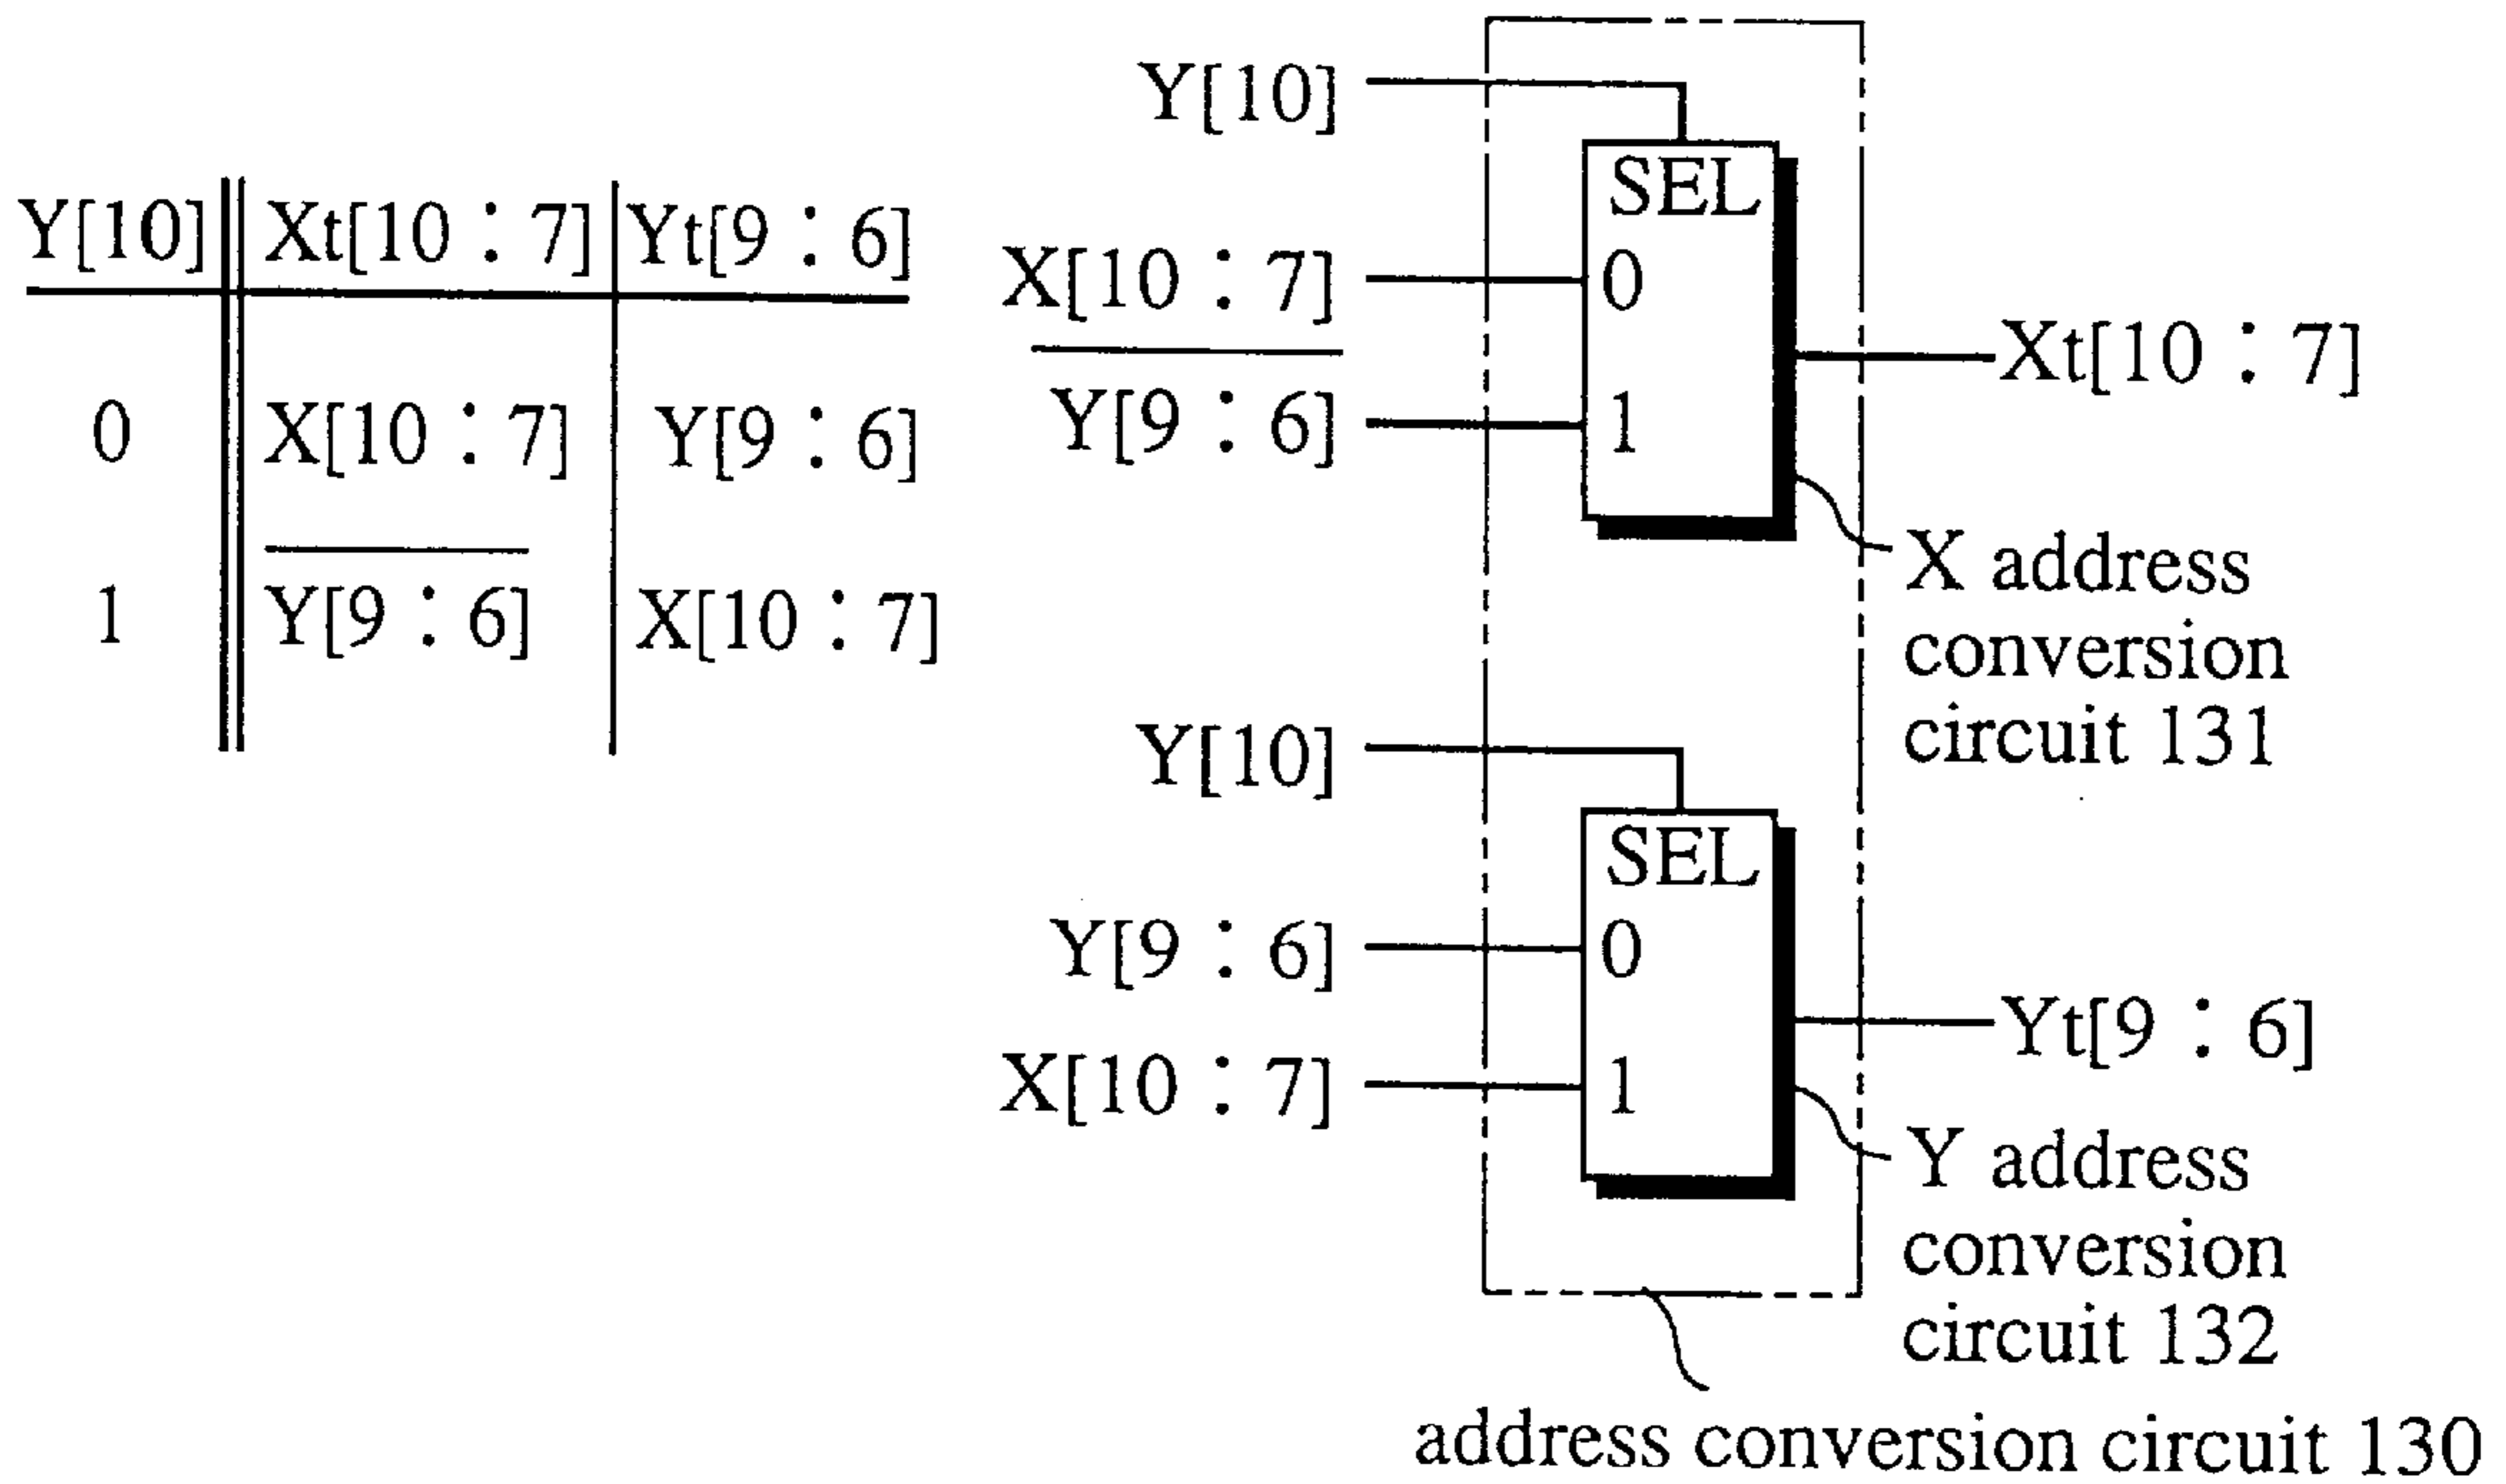 Y[10] Xt[10 : 7] Yt[9 : 6]
0 X[10 : 7] Y[9 : 6]
1 Y[9 : 6] X[10 : 7]
Y[10]
SEL
X[10 : 7] 0
Y[9 : 6] 1
Xt[10 : 7]
X address
conversion
circuit 131
Y[10]
SEL
Y[9 : 6] 0
X[10 : 7] 1
Yt[9 : 6]
Y address
conversion
circuit 132
address conversion circuit 130